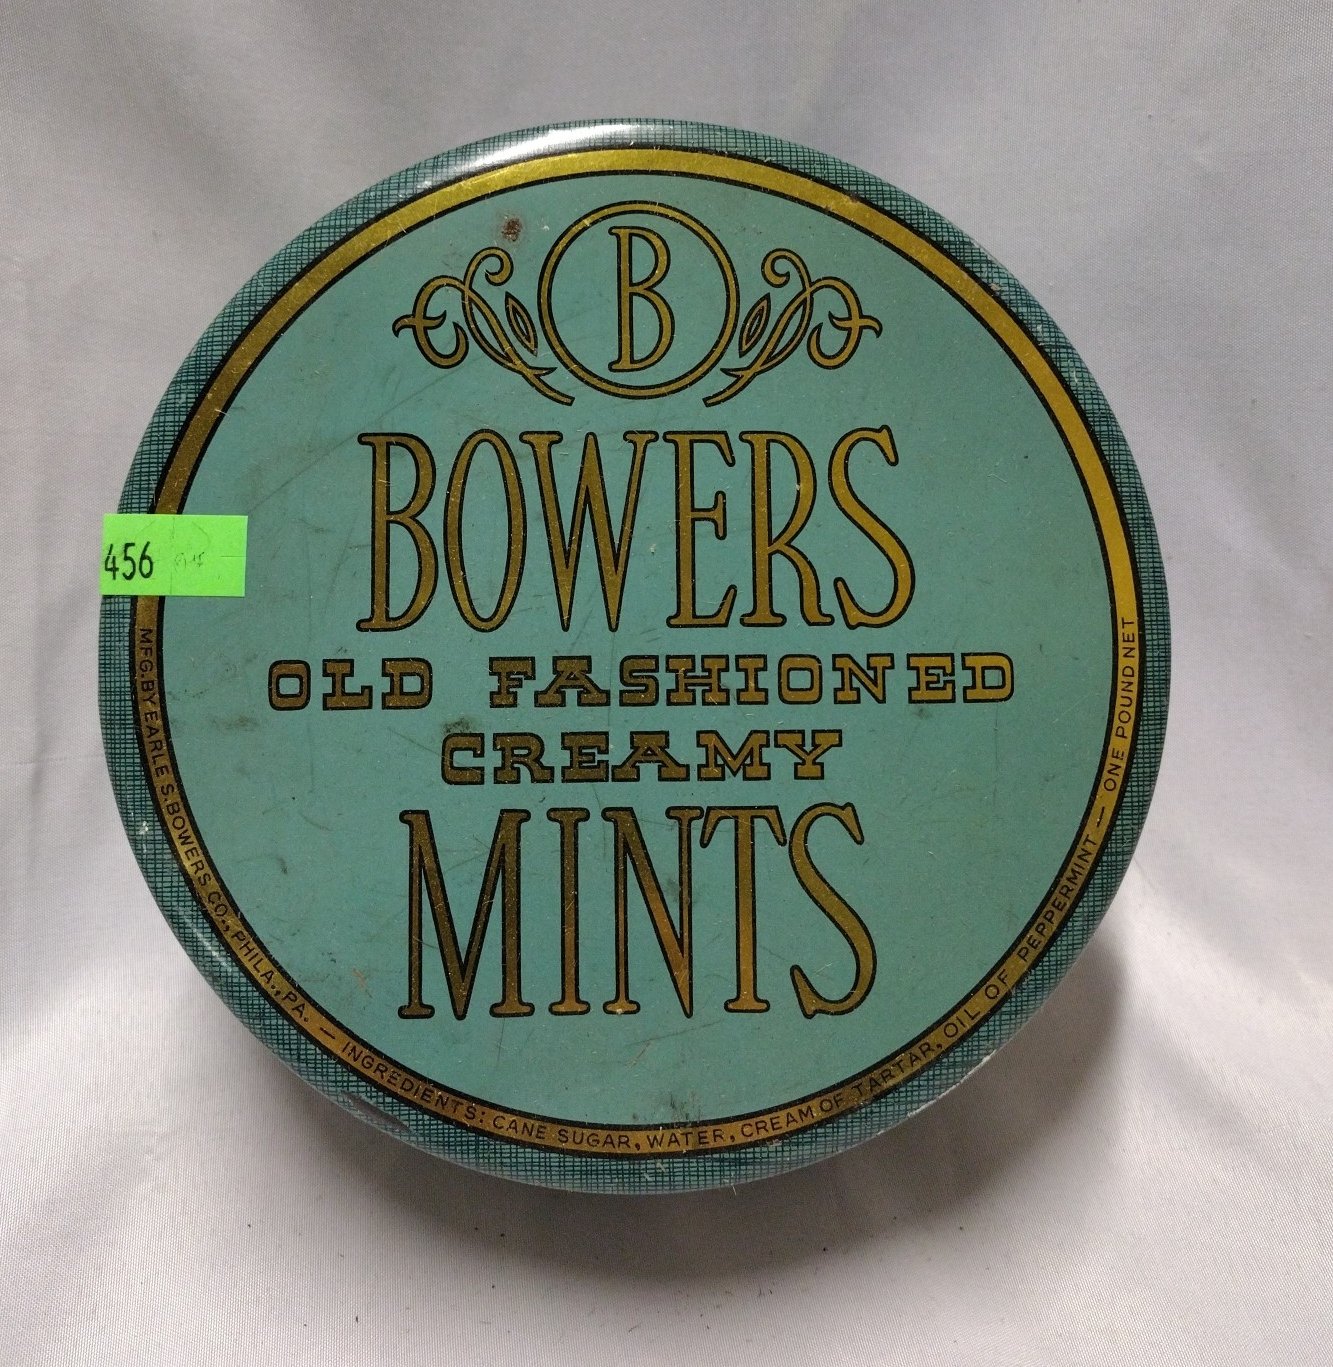 B
BOWERS
OLD FASHIONED
CREAMY
MINTS
456
MFG. BY EARLE S. BOWERS CO., PHILA., PA. — INGREDIENTS: CANE SUGAR, WATER, CREAM OF TARTAR, OIL OF PEPPERMINT — ONE POUND NET